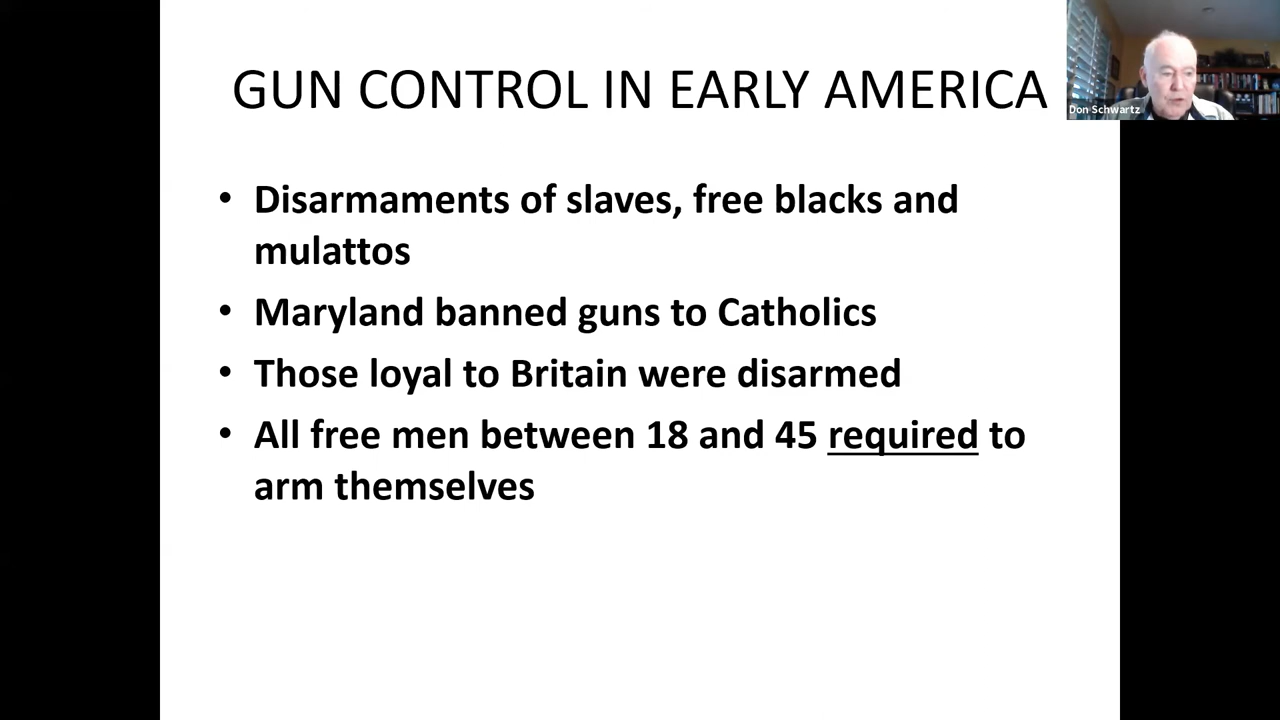 GUN CONTROL IN EARLY AMERICA
Don Schwartz
• Disarmaments of slaves, free blacks and
mulattos
• Maryland banned guns to Catholics
• Those loyal to Britain were disarmed
• All free men between 18 and 45 required to
arm themselves